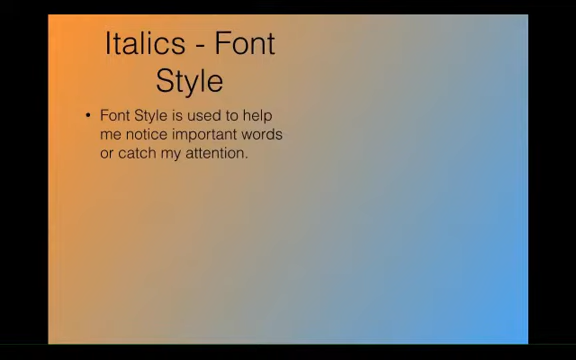 Italics - Font
Style
• Font Style is used to help
me notice important words
or catch my attention.